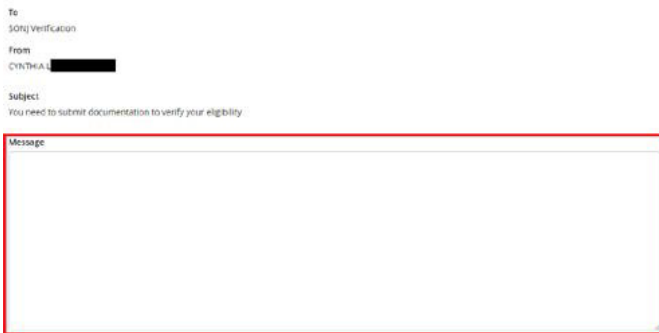 To
SONJ Verification
From
CYNTHIA L
Subject
You need to submit documentation to verify your eligibility
Message